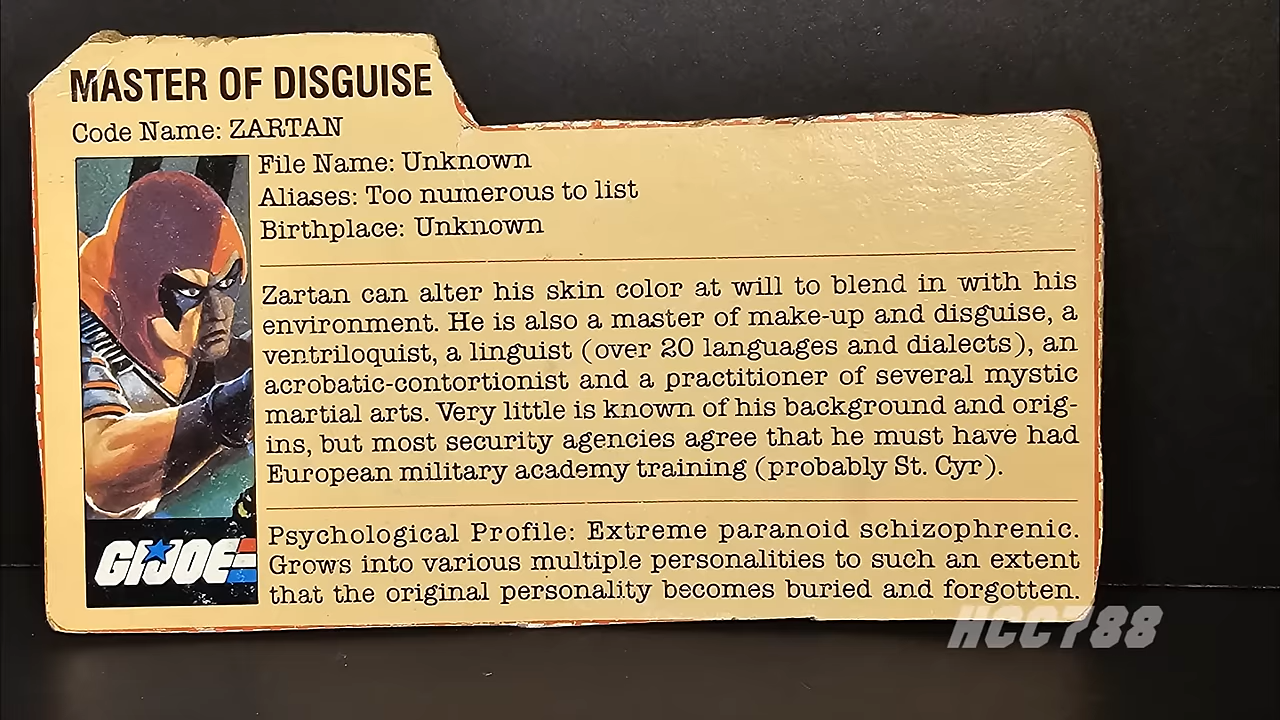 MASTER OF DISGUISE
Code Name: ZARTAN
File Name: Unknown
Aliases: Too numerous to list
Birthplace: Unknown
Zartan can alter his skin color at will to blend in with his
environment. He is also a master of make-up and disguise, a
ventriloquist, a linguist (over 20 languages and dialects), an
acrobatic-contortionist and a practitioner of several mystic
martial arts. Very little is known of his background and orig-
ins, but most security agencies agree that he must have had
European military academy training (probably St. Cyr).
Psychological Profile: Extreme paranoid schizophrenic.
Grows into various multiple personalities to such an extent
that the original personality becomes buried and forgotten.
G.I. JOE
HCC788